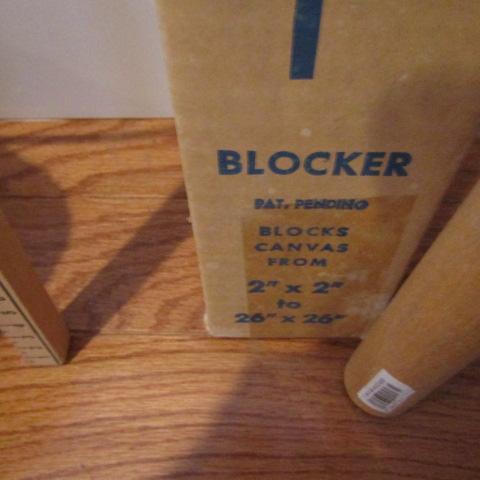 BLOCKER
PAT. PENDING
BLOCKS
CANVAS
FROM
2" x 2"
to
26" x 26"